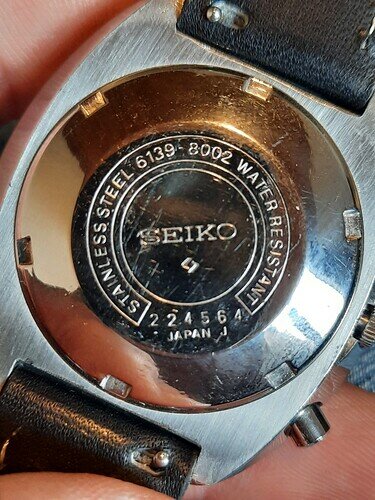 STAINLESS STEEL 6139-8002 WATER RESISTANT
SEIKO
224564
JAPAN J